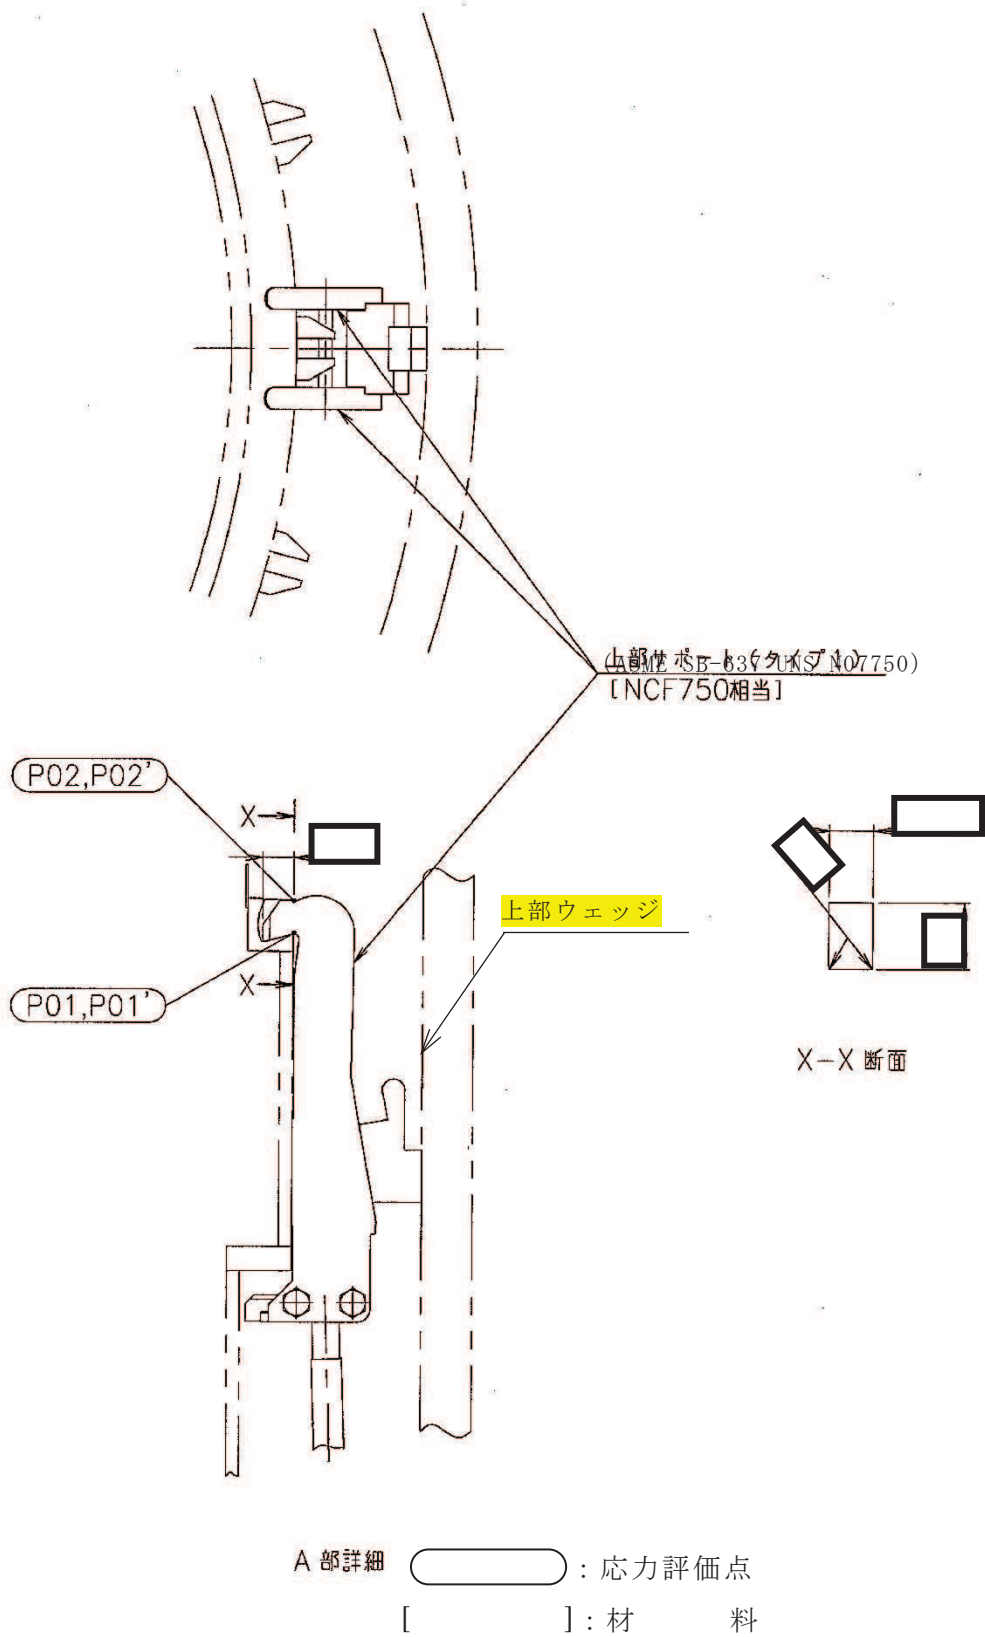 上部サポート(タイプ1)
(ASME SB-637 UNS N07750)
[NCF750相当]
P02,P02'
X
上部ウェッジ
X
P01,P01'
X-X 断面
A 部詳細
: 応力評価点
[ ] : 材 料